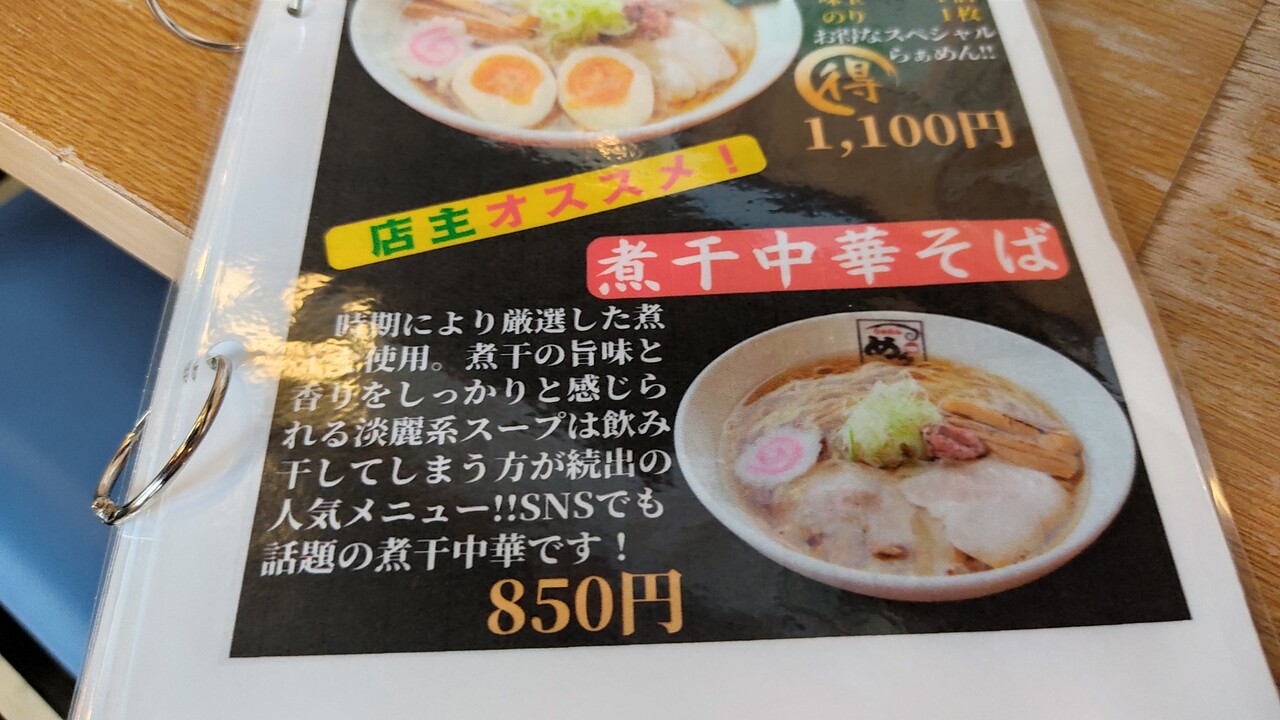 のり 1枚
お得なスペシャル
らぁめん!!
得
1,100円
店主オススメ!
煮干中華そば
時期により厳選した煮
使用。煮干の旨味と
香りをしっかりと感じら
れる淡麗系スープは飲み
干してしまう方が続出の
人気メニュー!!SNSでも
話題の煮干中華です!
850円